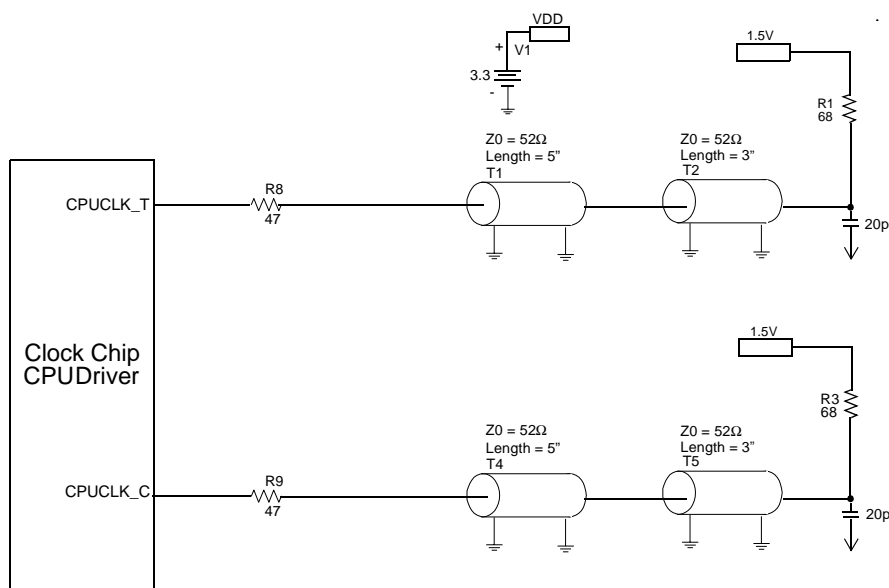 VDD
+ V1
3.3
-
1.5V
R1
68
Z0 = 52Ω
Length = 5”
T1
Z0 = 52Ω
Length = 3”
T2
CPUCLK_T
R8
47
20p
Clock Chip
CPUDriver
1.5V
R3
68
Z0 = 52Ω
Length = 5”
T4
Z0 = 52Ω
Length = 3”
T5
CPUCLK_C
R9
47
20p